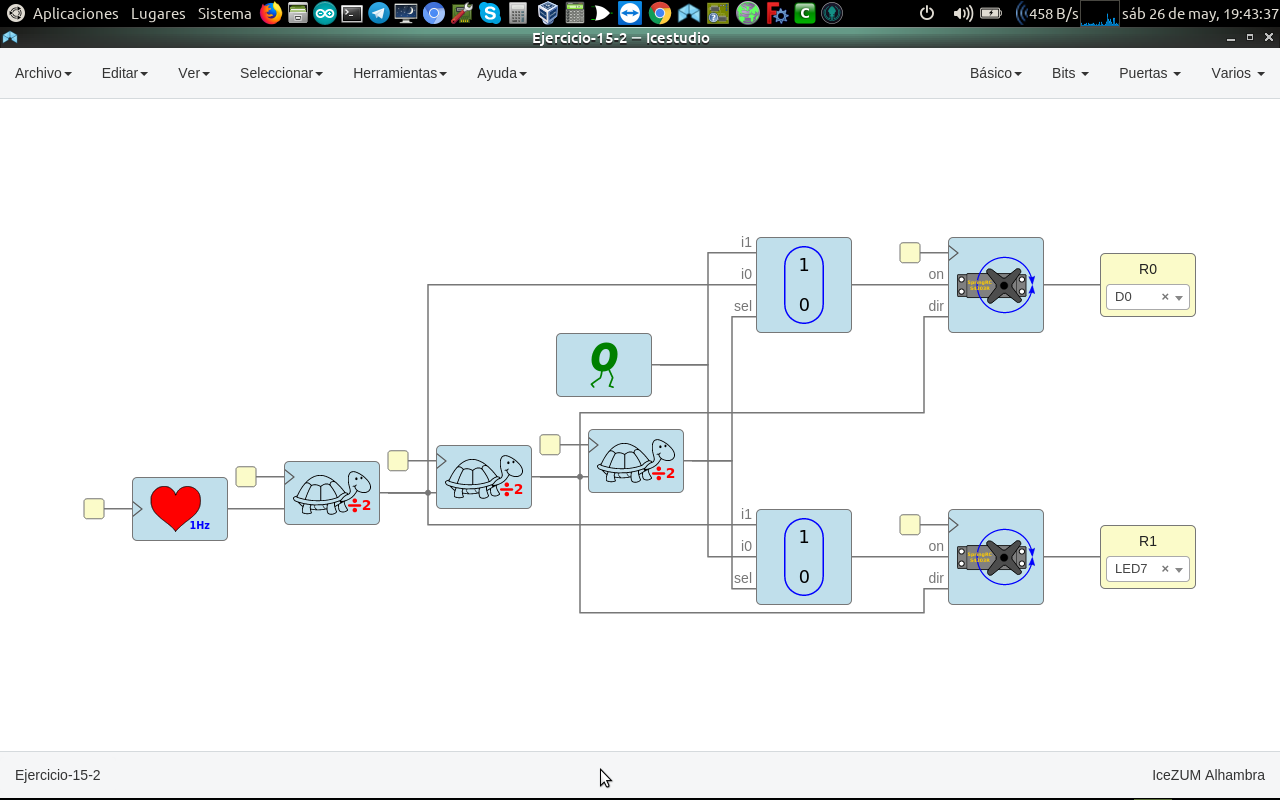 Aplicaciones Lugares Sistema 458 B/s sáb 26 de may, 19:43:37
Ejercicio-15-2 — Icestudio
Archivo Editar Ver Seleccionar Herramientas Ayuda Básico Bits Puertas Varios
i1
i0
sel
1
0
on
dir
R0
D0 ×
0
÷2
÷2
÷2
1Hz
i1
i0
sel
1
0
on
dir
R1
LED7 ×
Ejercicio-15-2 IceZUM Alhambra